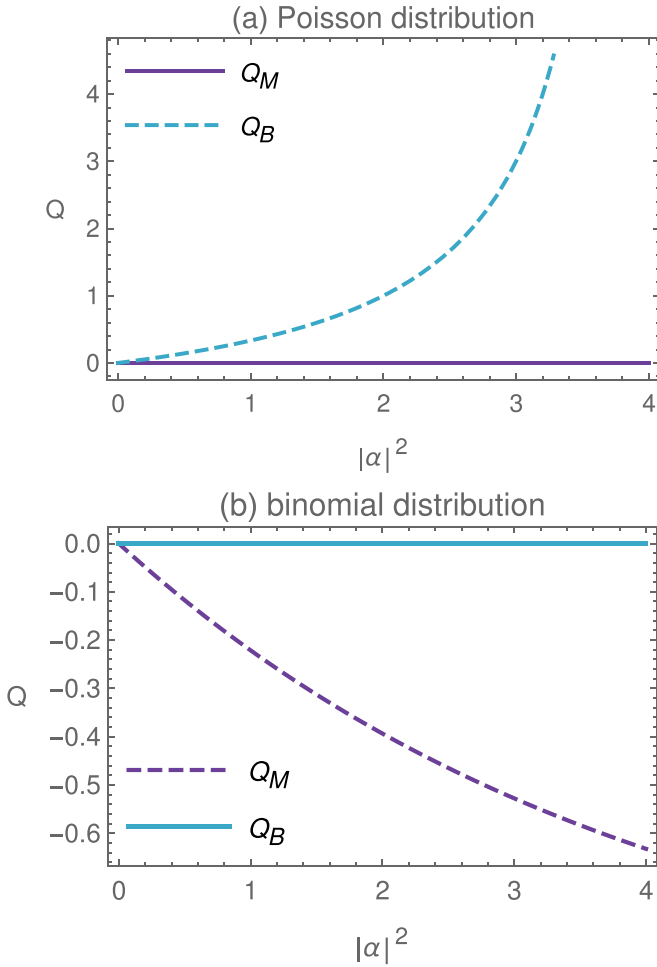 (a) Poisson distribution
Q_M
Q_B
Q
4
3
2
1
0
0 1 2 3 4
|α|²
(b) binomial distribution
0.0
−0.1
−0.2
−0.3
−0.4
−0.5
−0.6
Q
Q_M
Q_B
0 1 2 3 4
|α|²